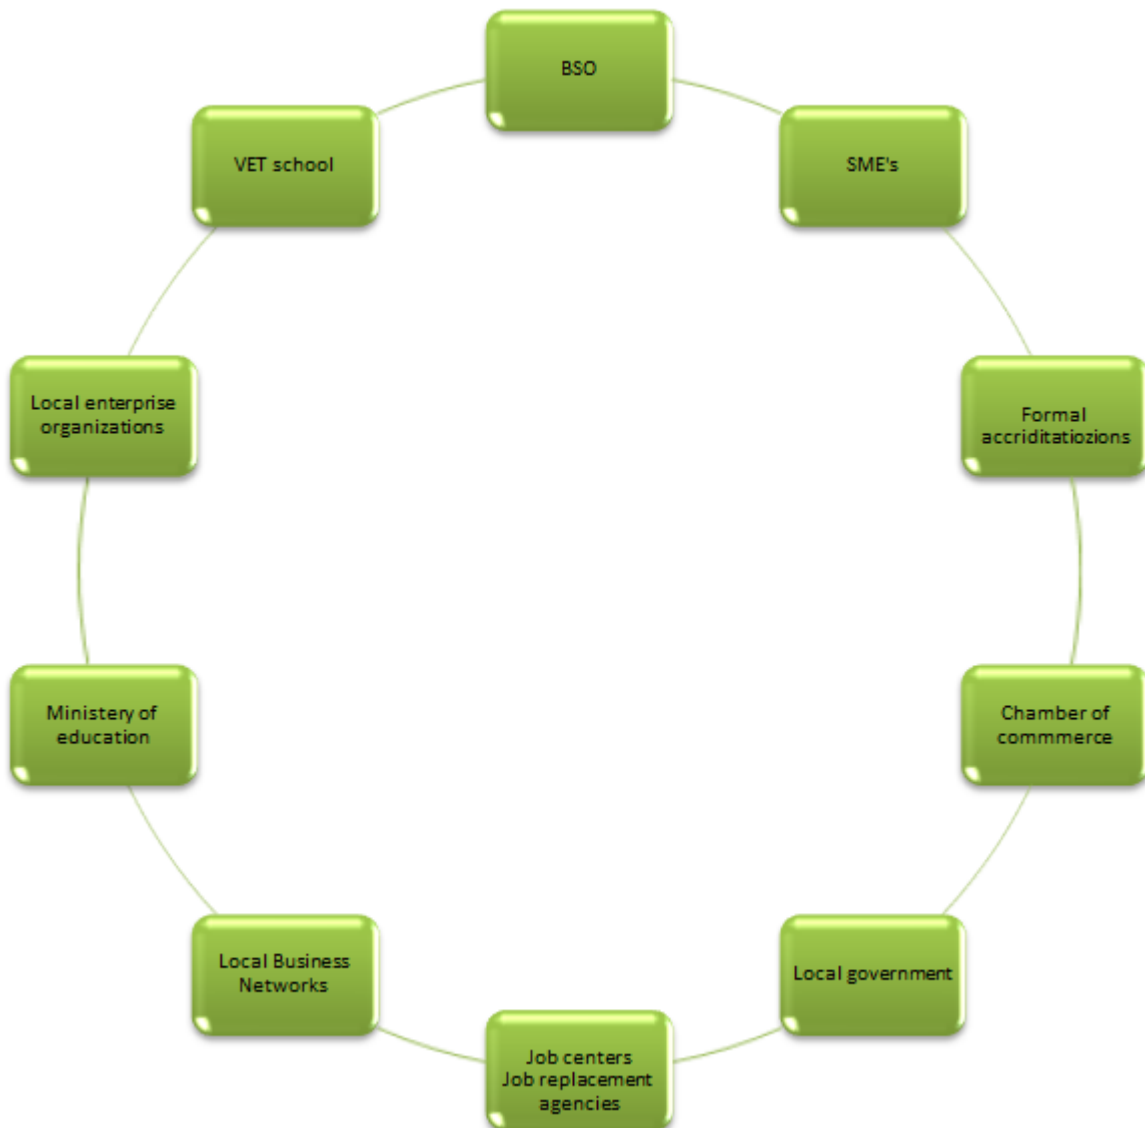 BSO
SME's
Formal
accriditatiozions
Chamber of
commmerce
Local government
Job centers
Job replacement
agencies
Local Business
Networks
Ministery of
education
Local enterprise
organizations
VET school